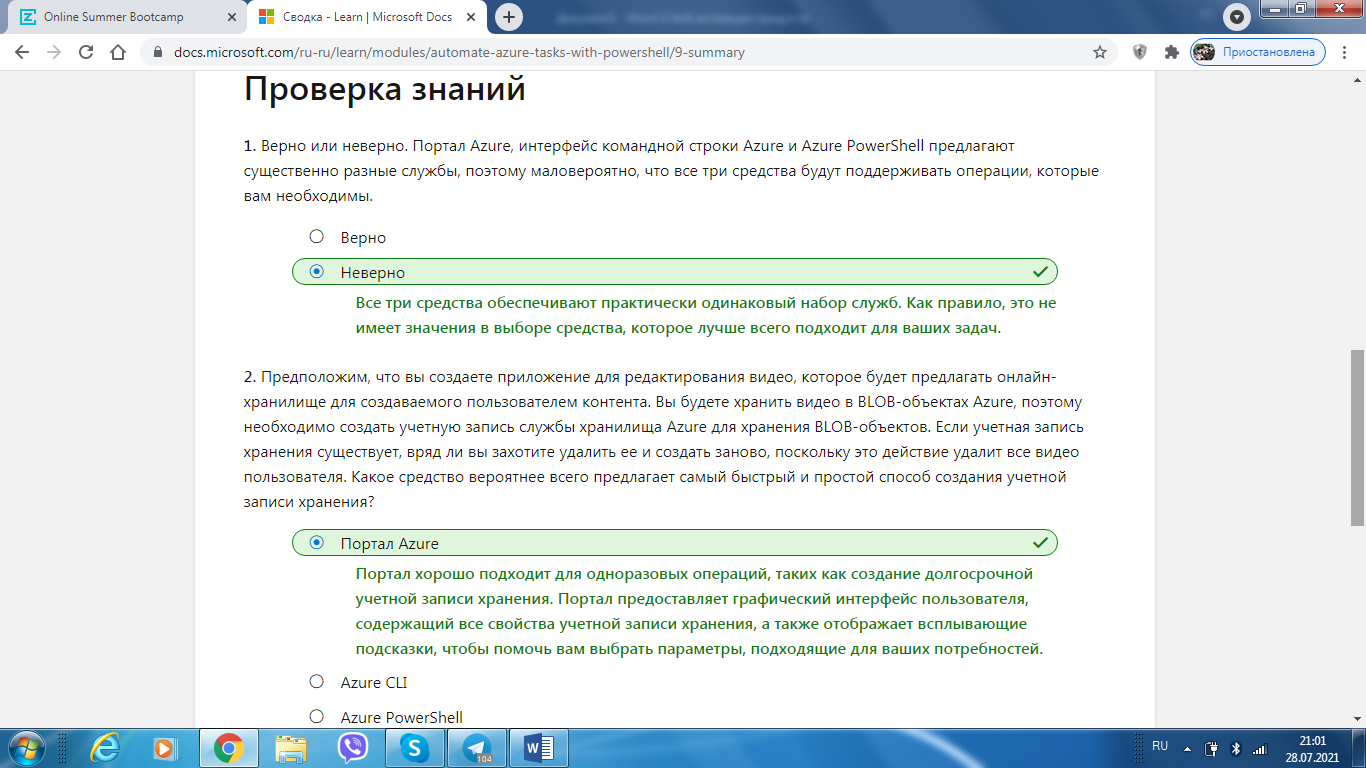 Online Summer Bootcamp
Сводка - Learn | Microsoft Docs
docs.microsoft.com/ru-ru/learn/modules/automate-azure-tasks-with-powershell/9-summary
Приостановлена
Проверка знаний
1. Верно или неверно. Портал Azure, интерфейс командной строки Azure и Azure PowerShell предлагают
существенно разные службы, поэтому маловероятно, что все три средства будут поддерживать операции, которые
вам необходимы.
Верно
Неверно
Все три средства обеспечивают практически одинаковый набор служб. Как правило, это не
имеет значения в выборе средства, которое лучше всего подходит для ваших задач.
2. Предположим, что вы создаете приложение для редактирования видео, которое будет предлагать онлайн-
хранилище для создаваемого пользователем контента. Вы будете хранить видео в BLOB-объектах Azure, поэтому
необходимо создать учетную запись службы хранилища Azure для хранения BLOB-объектов. Если учетная запись
хранения существует, вряд ли вы захотите удалить ее и создать заново, поскольку это действие удалит все видео
пользователя. Какое средство вероятнее всего предлагает самый быстрый и простой способ создания учетной
записи хранения?
Портал Azure
Портал хорошо подходит для одноразовых операций, таких как создание долгосрочной
учетной записи хранения. Портал предоставляет графический интерфейс пользователя,
содержащий все свойства учетной записи хранения, а также отображает всплывающие
подсказки, чтобы помочь вам выбрать параметры, подходящие для ваших потребностей.
Azure CLI
Azure PowerShell
104
RU
21:01
28.07.2021